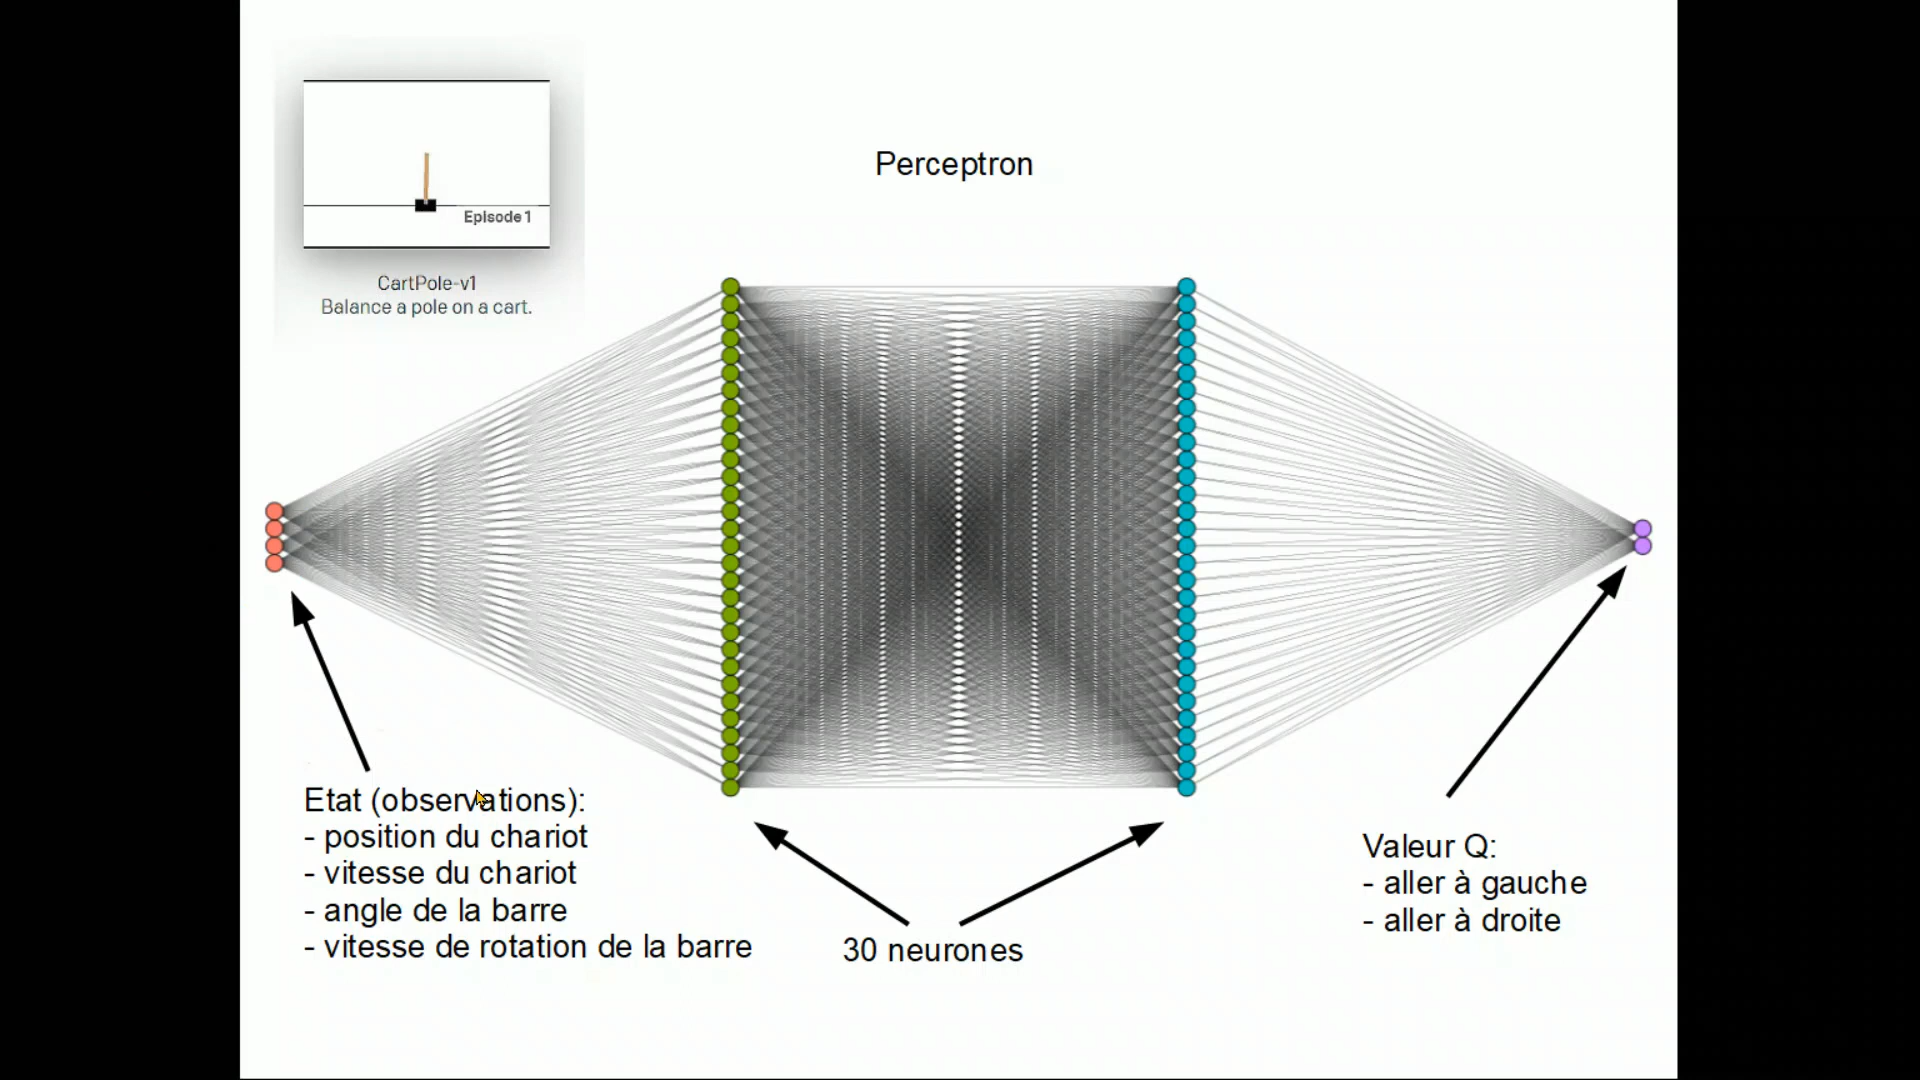 Perceptron
Episode 1
CartPole-v1
Balance a pole on a cart.
Etat (observations):
- position du chariot
- vitesse du chariot
- angle de la barre
- vitesse de rotation de la barre
30 neurones
Valeur Q:
- aller à gauche
- aller à droite